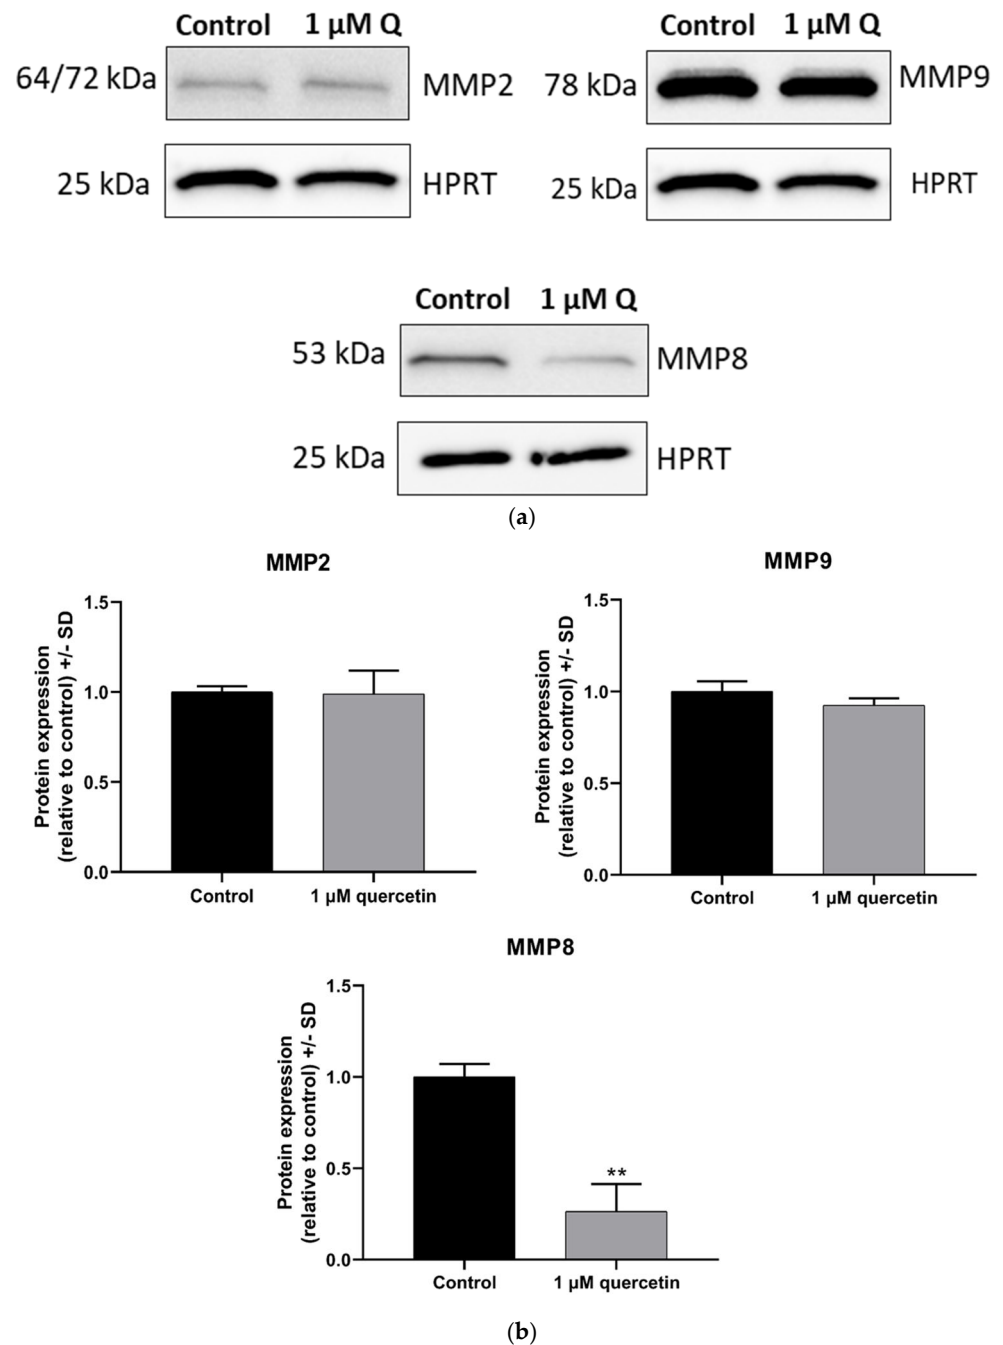 Control 1 µM Q
64/72 kDa MMP2
25 kDa HPRT
Control 1 µM Q
78 kDa MMP9
25 kDa HPRT
Control 1 µM Q
53 kDa MMP8
25 kDa HPRT
(a)
MMP2
Protein expression
(relative to control) +/- SD
1.5
1.0
0.5
0.0
Control 1 µM quercetin
MMP9
Protein expression
(relative to control) +/- SD
1.5
1.0
0.5
0.0
Control 1 µM quercetin
MMP8
Protein expression
(relative to control) +/- SD
1.5
1.0
0.5
0.0
**
Control 1 µM quercetin
(b)